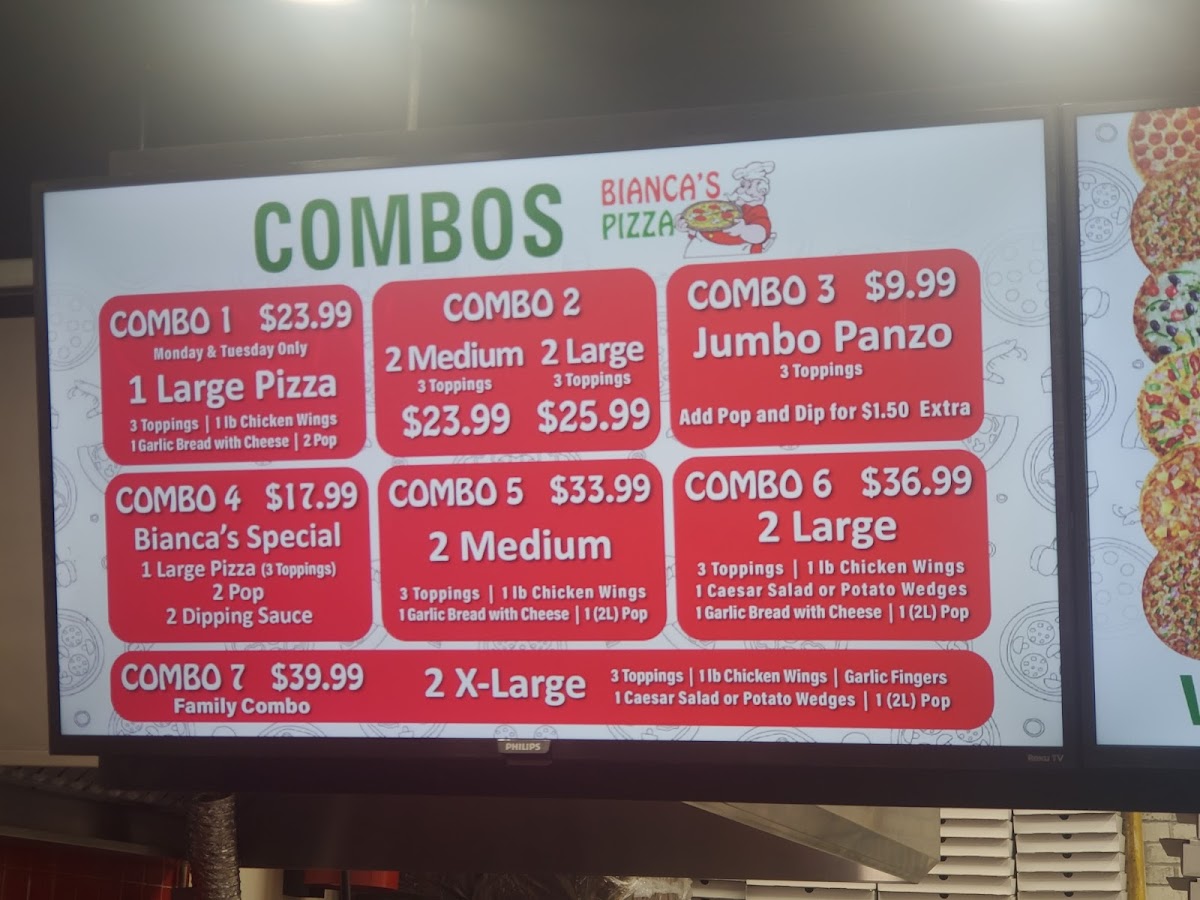 COMBOS
BIANCA'S
PIZZA
COMBO 1 $23.99
Monday & Tuesday Only
1 Large Pizza
3 Toppings | 1 lb Chicken Wings
1 Garlic Bread with Cheese | 2 Pop
COMBO 2
2 Medium 2 Large
3 Toppings 3 Toppings
$23.99 $25.99
COMBO 3 $9.99
Jumbo Panzo
3 Toppings
Add Pop and Dip for $1.50 Extra
COMBO 4 $17.99
Bianca's Special
1 Large Pizza (3 Toppings)
2 Pop
2 Dipping Sauce
COMBO 5 $33.99
2 Medium
3 Toppings | 1 lb Chicken Wings
1 Garlic Bread with Cheese | 1 (2L) Pop
COMBO 6 $36.99
2 Large
3 Toppings | 1 lb Chicken Wings
1 Caesar Salad or Potato Wedges
1 Garlic Bread with Cheese | 1 (2L) Pop
COMBO 7 $39.99
Family Combo
2 X-Large
3 Toppings | 1 lb Chicken Wings | Garlic Fingers
1 Caesar Salad or Potato Wedges | 1 (2L) Pop
PHILIPS
Roku TV